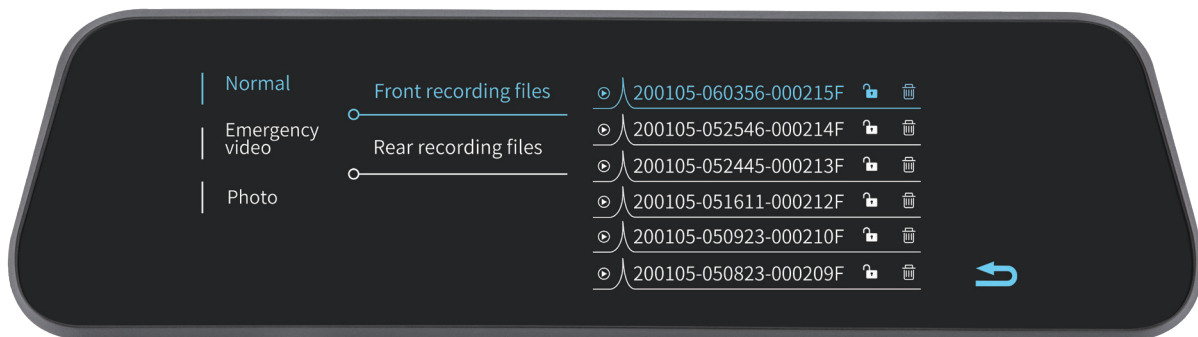 Normal
Emergency
video
Photo
Front recording files
Rear recording files
200105-060356-000215F
200105-052546-000214F
200105-052445-000213F
200105-051611-000212F
200105-050923-000210F
200105-050823-000209F